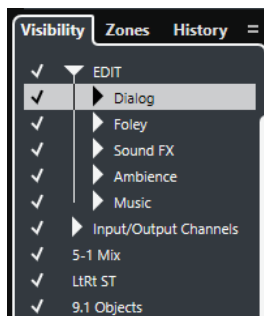 Visibility Zones History
EDIT
Dialog
Foley
Sound FX
Ambience
Music
Input/Output Channels
5-1 Mix
LtRt ST
9.1 Objects